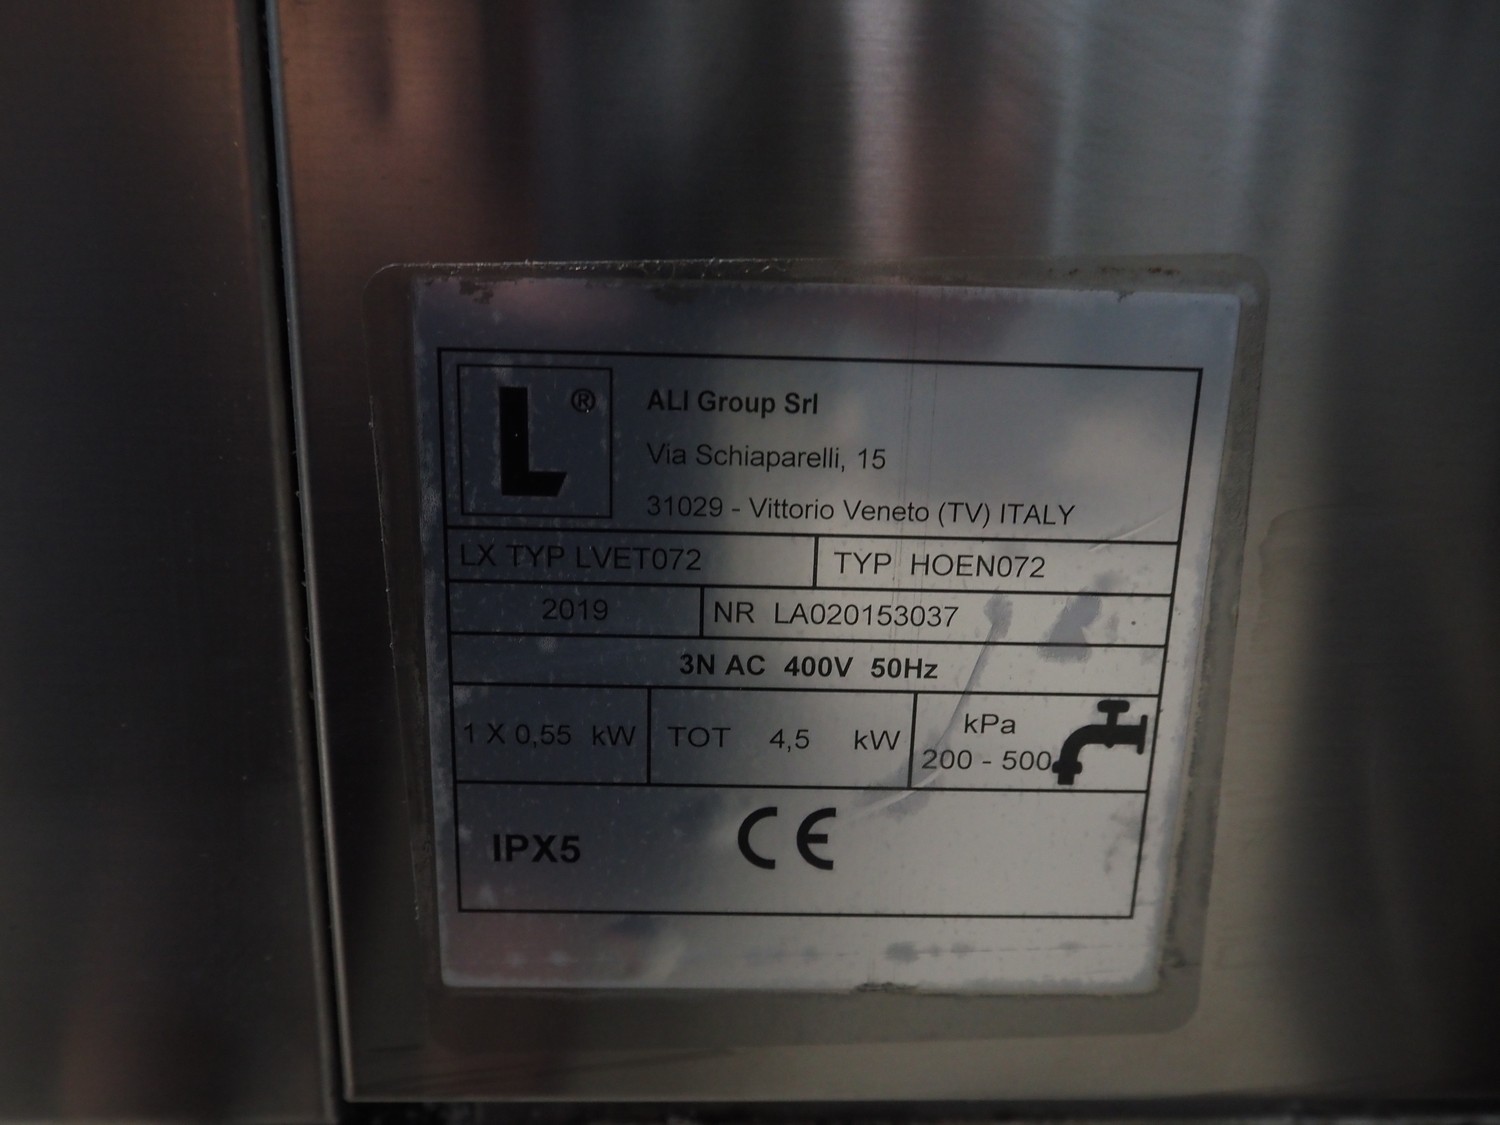 L ®
ALI Group Srl
Via Schiaparelli, 15
31029 - Vittorio Veneto (TV) ITALY
LX TYP LVET072 TYP HOEN072
2019 NR LA020153037
3N AC 400V 50Hz
1 X 0,55 kW TOT 4,5 kW kPa
200 - 500
IPX5 CE